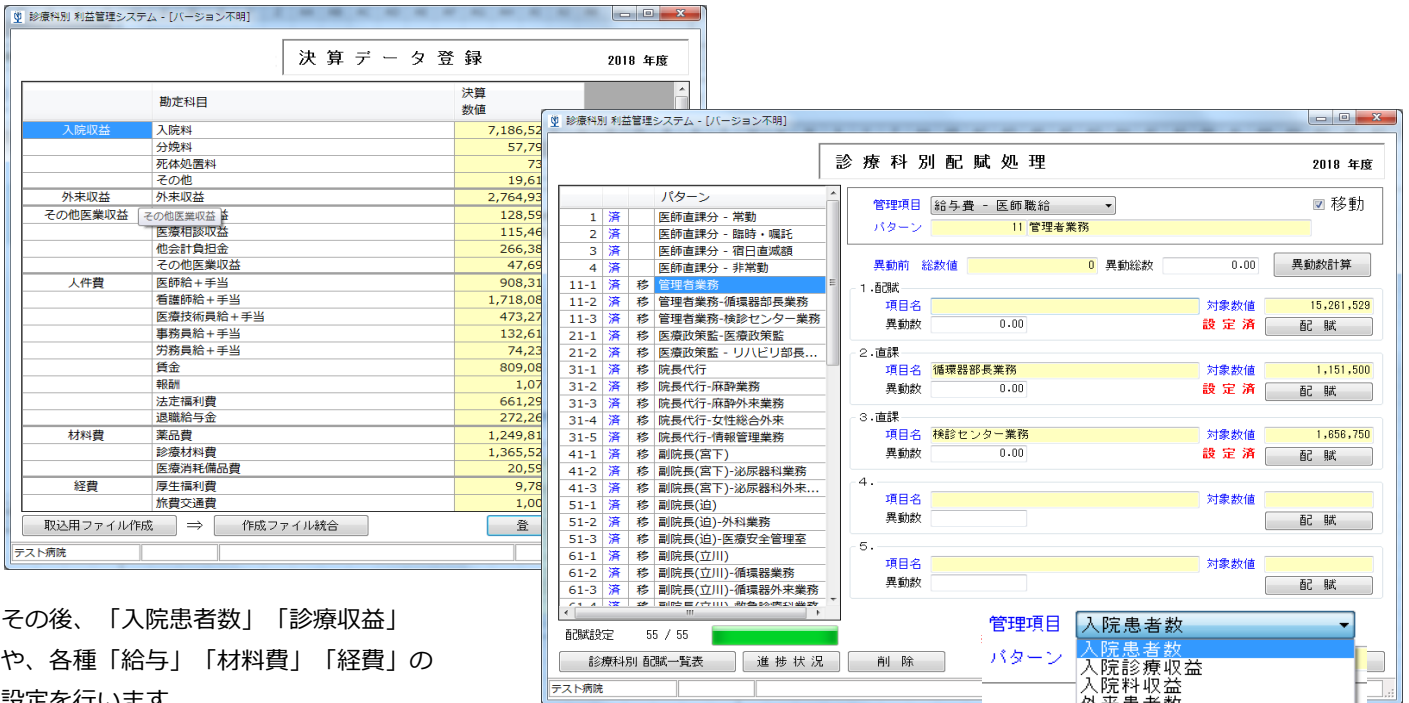 診療科別 利益管理システム - [バージョン不明]
決算データ登録 2018 年度
勘定科目 決算数値
入院収益 入院料 7,186,52
分娩料 57,79
死体処置料 73
その他 19,61
外来収益 外来収益 2,764,93
その他医業収益 その他医業収益 益 128,59
医療相談収益 115,46
他会計負担金 266,38
その他医業収益 47,69
人件費 医師給+手当 908,31
看護師給+手当 1,718,08
医療技術員給+手当 473,27
事務員給+手当 132,61
労務員給+手当 74,23
賃金 809,08
報酬 1,07
法定福利費 661,29
退職給与金 272,26
材料費 薬品費 1,249,81
診療材料費 1,365,52
医療消耗備品費 20,59
経費 厚生福利費 9,78
旅費交通費 1,00
取込用ファイル作成 ⇒ 作成ファイル統合 登
テスト病院
その後、「入院患者数」「診療収益」
や、各種「給与」「材料費」「経費」の
設定を行います
診療科別 利益管理システム - [バージョン不明]
診療科別配賦処理 2018 年度
パターン
1 済 医師直課分 - 常勤
2 済 医師直課分 - 臨時・嘱託
3 済 医師直課分 - 宿日直減額
4 済 医師直課分 - 非常勤
11-1 済 移 管理者業務
11-2 済 移 管理者業務-循環器部長業務
11-3 済 移 管理者業務-検診センター業務
21-1 済 移 医療政策監-医療政策監
21-2 済 移 医療政策監 - リハビリ部長...
31-1 済 移 院長代行
31-2 済 移 院長代行-麻酔業務
31-3 済 移 院長代行-麻酔外来業務
31-4 済 移 院長代行-女性総合外来
31-5 済 移 院長代行-情報管理業務
41-1 済 移 副院長(宮下)
41-2 済 移 副院長(宮下)-泌尿器科業務
41-3 済 移 副院長(宮下)-泌尿器科外来...
51-1 済 移 副院長(迫)
51-2 済 移 副院長(迫)-外科業務
51-3 済 移 副院長(迫)-医療安全管理室
61-1 済 移 副院長(立川)
61-2 済 移 副院長(立川)-循環器業務
61-3 済 移 副院長(立川)-循環器外来業務
61-4 済 移 副院長(立川)-救急診療科業務
配賦設定 55 / 55
診療科別 配賦一覧表 進捗状況 削除
テスト病院
管理項目 給与費 - 医師職給 移動
パターン 11 管理者業務
異動前 総数値 0 異動総数 0.00 異動数計算
1.配賦
項目名 対象数値 15,261,529
異動数 0.00 設定済 配賦
2.直課
項目名 循環器部長業務 対象数値 1,151,500
異動数 0.00 設定済 配賦
3.直課
項目名 検診センター業務 対象数値 1,656,750
異動数 0.00 設定済 配賦
4.
項目名 対象数値
異動数 配賦
5.
項目名 対象数値
異動数 配賦
管理項目 入院患者数
パターン 入院患者数
入院診療収益
入院料収益
外来患者数